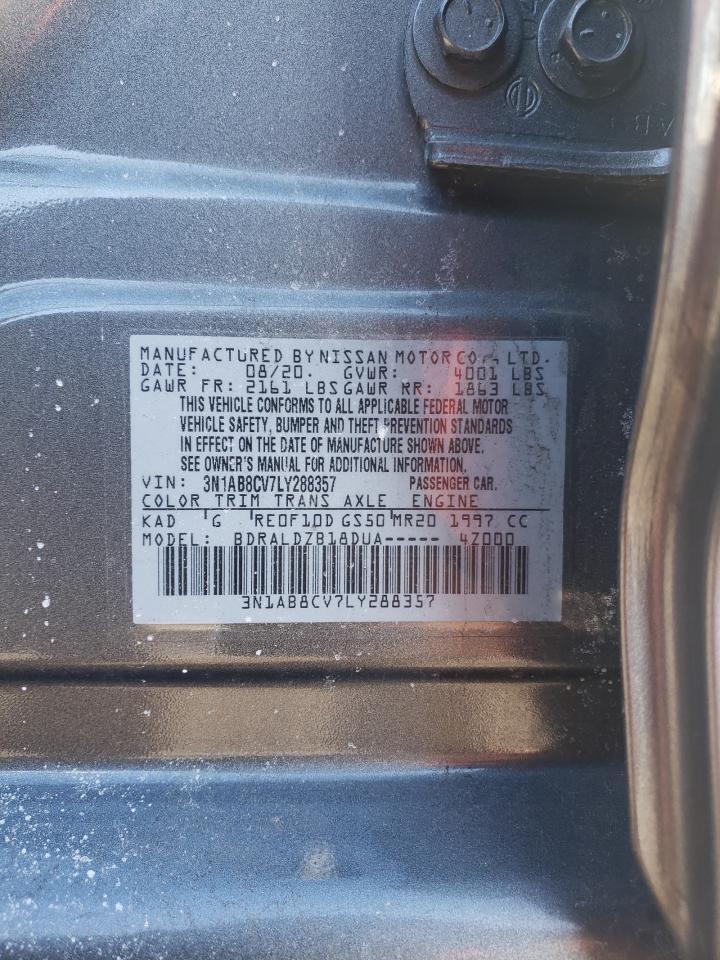 MANUFACTURED BY NISSAN MOTOR CO., LTD.
DATE: 08/20. GVWR: 4001 LBS
GAWR FR: 2161 LBS GAWR RR: 1863 LBS
THIS VEHICLE CONFORMS TO ALL APPLICABLE FEDERAL MOTOR
VEHICLE SAFETY, BUMPER AND THEFT PREVENTION STANDARDS
IN EFFECT ON THE DATE OF MANUFACTURE SHOWN ABOVE.
SEE OWNER'S MANUAL FOR ADDITIONAL INFORMATION.
VIN: 3N1AB8CV7LY288357 PASSENGER CAR.
COLOR TRIM TRANS AXLE ENGINE
KAD G RE0F10D GS50 MR20 1997 CC
MODEL: BDRALDZB18DUA----- 4Z000
3N1AB8CV7LY288357